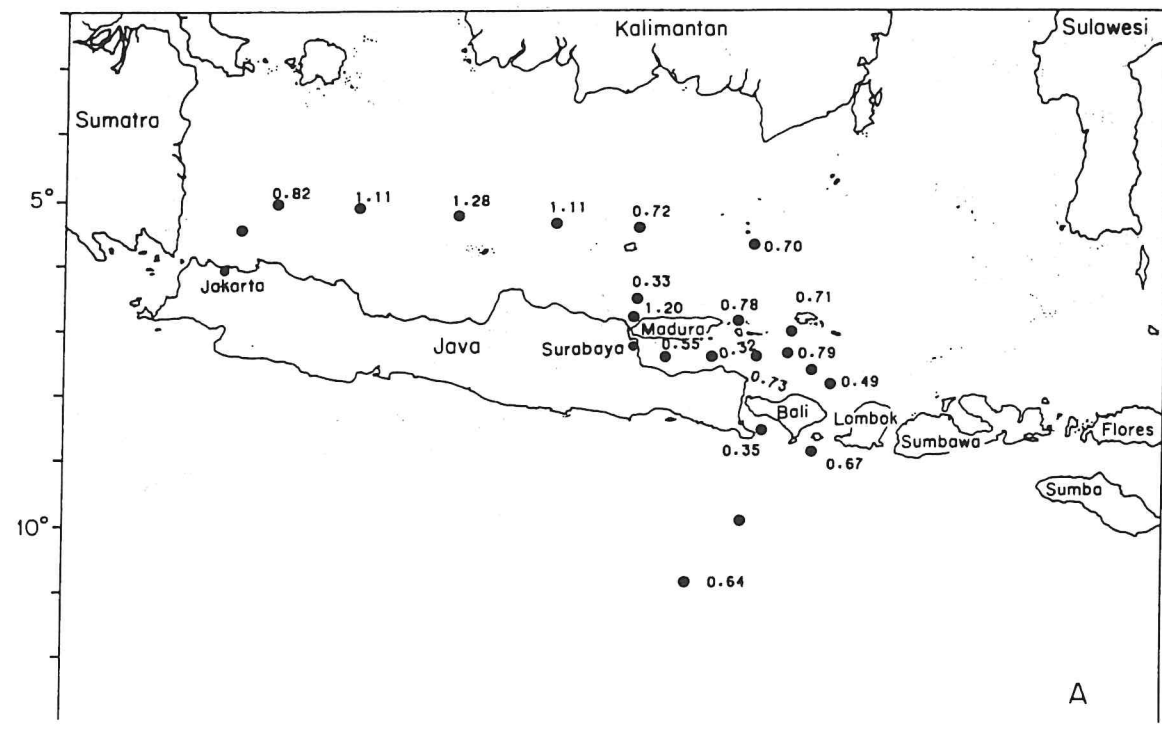 Kalimantan
Sulawesi
Sumatra
5°
0.82
1.11
1.28
1.11
0.72
0.70
0.33
0.78
0.71
1.20
Jakarta
Madura
Java
Surabaya
0.55
0.32
0.79
0.73
0.49
Bali
Lombok
Sumbawa
Flores
0.35
0.67
Sumba
10°
0.64
A